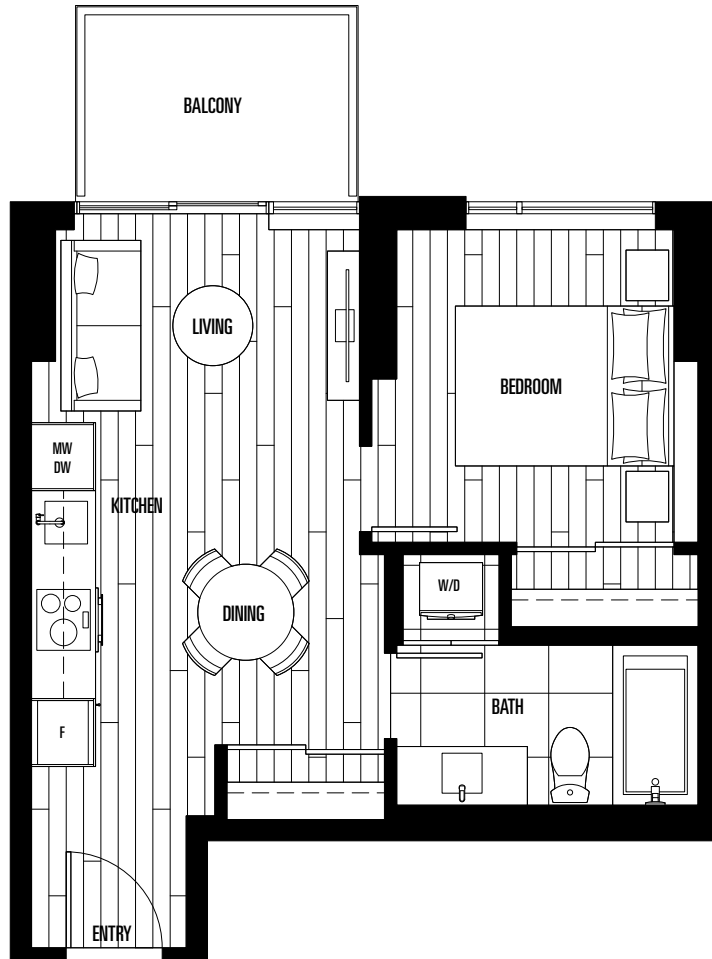 BALCONY
LIVING
BEDROOM
MW
DW
KITCHEN
W/D
DINING
BATH
F
ENTRY